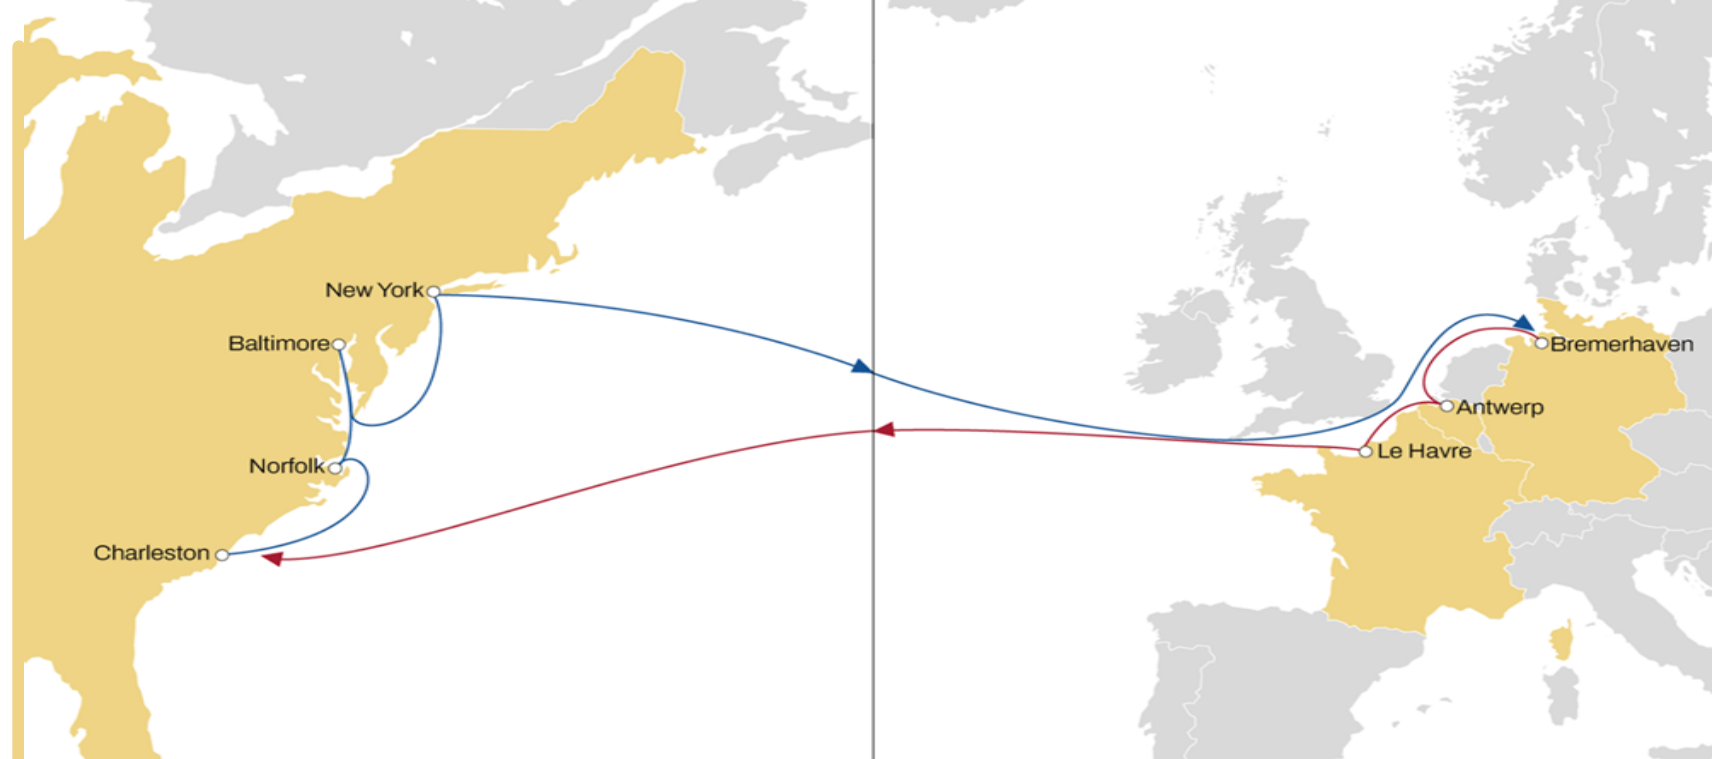 New York
Baltimore
Norfolk
Charleston
Bremerhaven
Antwerp
Le Havre